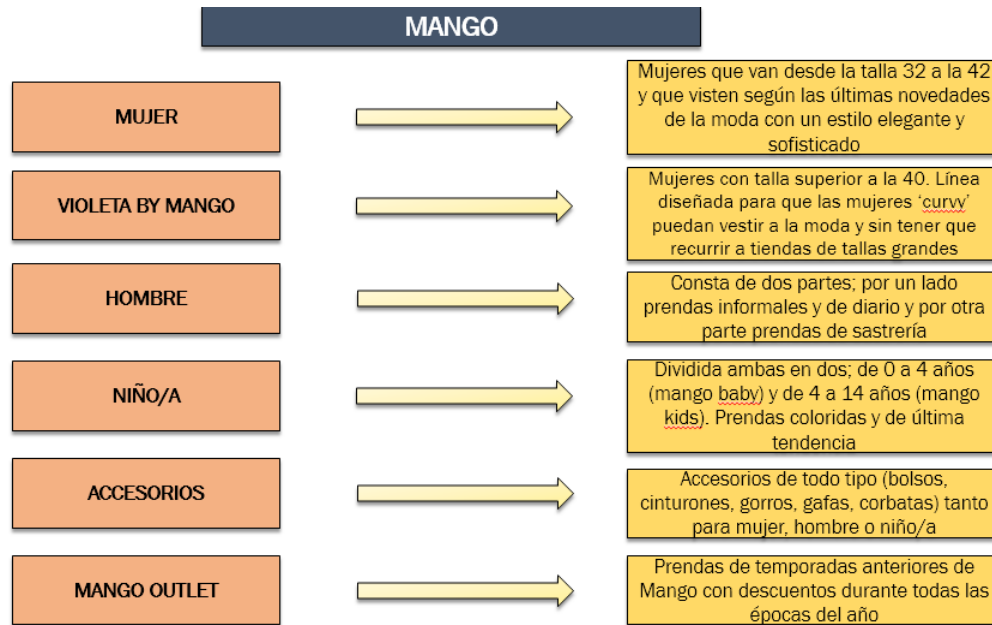 MANGO
MUJER
Mujeres que van desde la talla 32 a la 42
y que visten según las últimas novedades
de la moda con un estilo elegante y
sofisticado
VIOLETA BY MANGO
Mujeres con talla superior a la 40. Línea
diseñada para que las mujeres ‘curvy’
puedan vestir a la moda y sin tener que
recurrir a tiendas de tallas grandes
HOMBRE
Consta de dos partes; por un lado
prendas informales y de diario y por otra
parte prendas de sastrería
NIÑO/A
Dividida ambas en dos; de 0 a 4 años
(mango baby) y de 4 a 14 años (mango
kids). Prendas coloridas y de última
tendencia
ACCESORIOS
Accesorios de todo tipo (bolsos,
cinturones, gorros, gafas, corbatas) tanto
para mujer, hombre o niño/a
MANGO OUTLET
Prendas de temporadas anteriores de
Mango con descuentos durante todas las
épocas del año